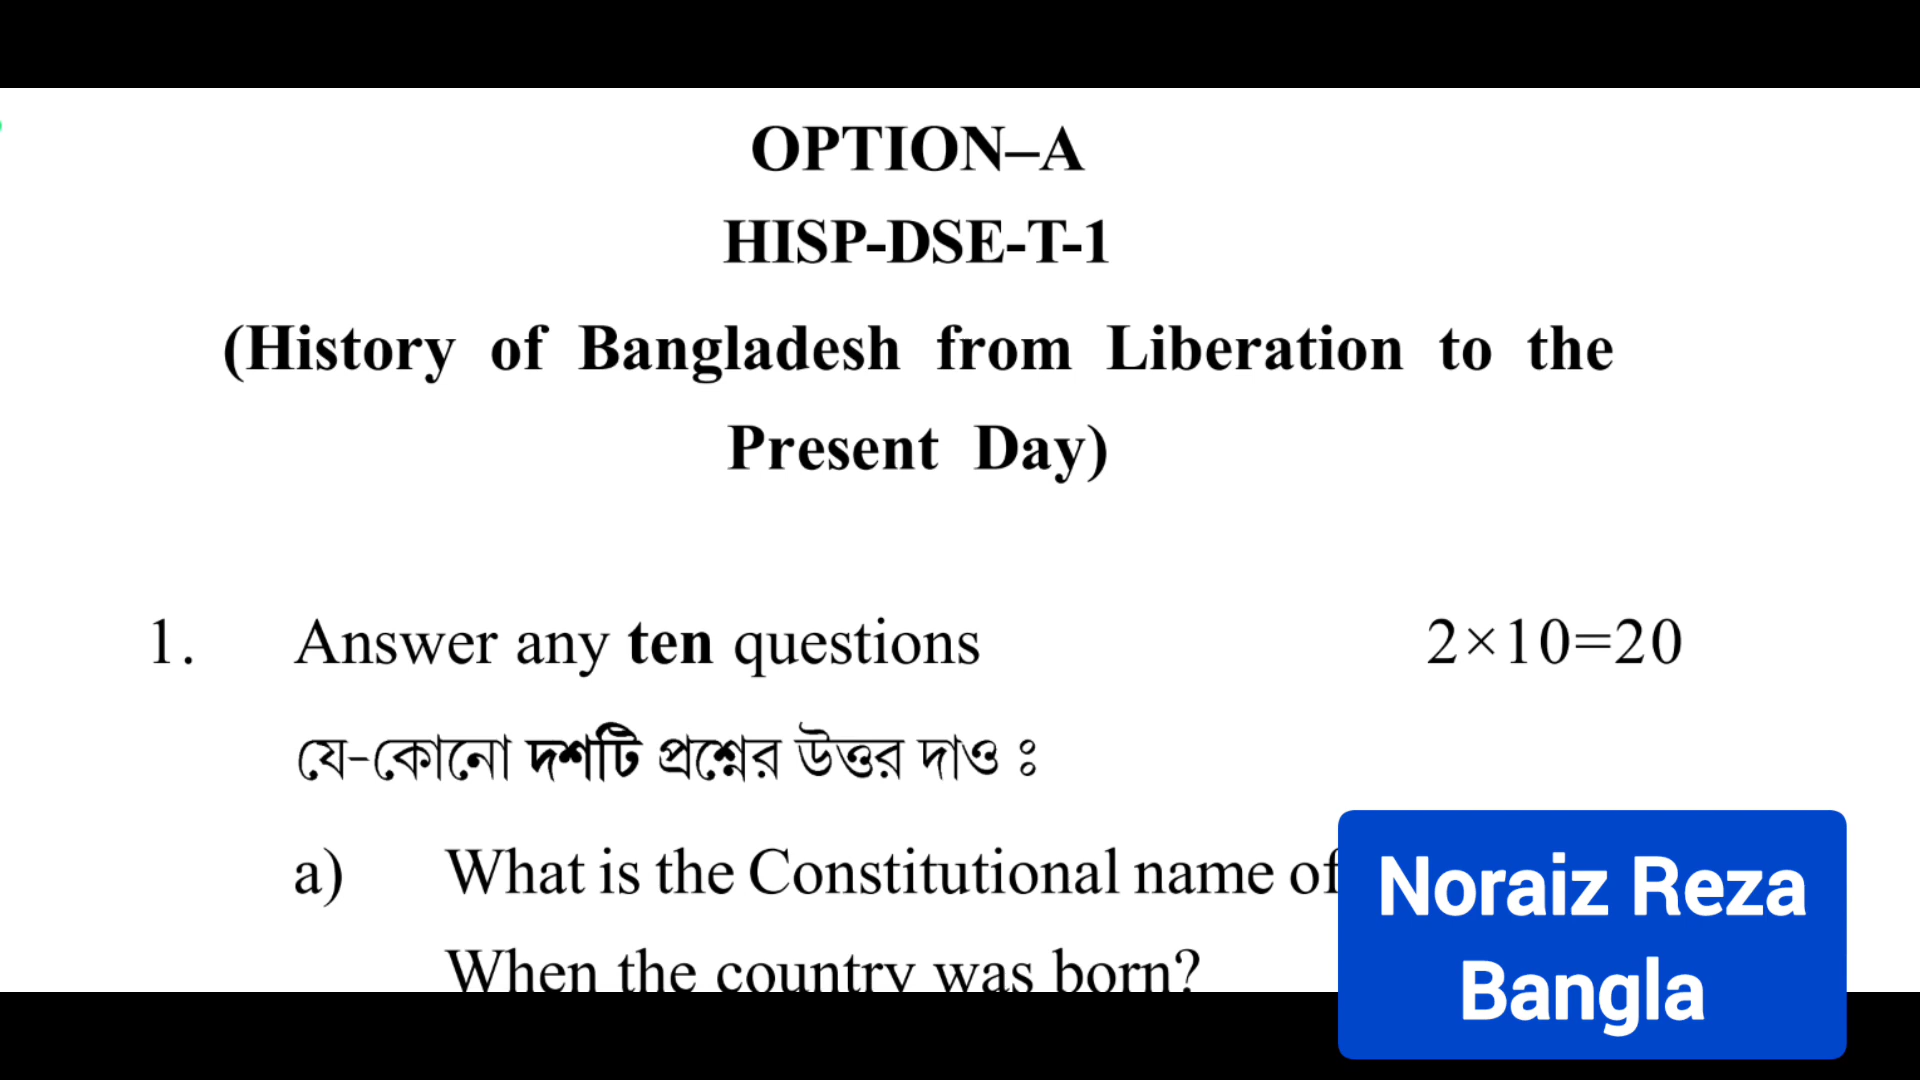 OPTION–A
HISP-DSE-T-1
(History of Bangladesh from Liberation to the
Present Day)
1. Answer any ten questions 2×10=20
যে-কোনো দশটি প্রশ্নের উত্তর দাও ঃ
a) What is the Constitutional name of
When the country was born?
Noraiz Reza
Bangla